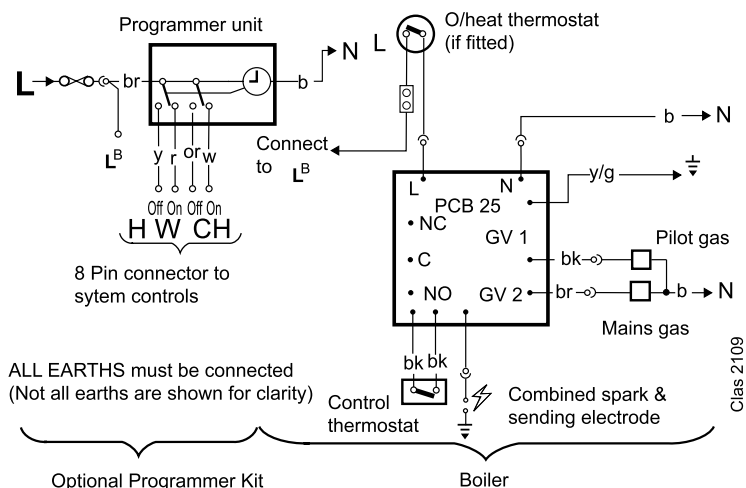 Programmer unit
L
O/heat thermostat
(if fitted)
N
L
br
b
L B
Connect
to L B
y r or w
Off On Off On
H W CH
8 Pin connector to
sytem controls
b N
L N
y/g
PCB 25
NC
GV 1
bk
Pilot gas
C
NO
GV 2
br
b N
Mains gas
bk bk
Control
thermostat
Combined spark &
sending electrode
ALL EARTHS must be connected
(Not all earths are shown for clarity)
Optional Programmer Kit
Boiler
Clas 2109